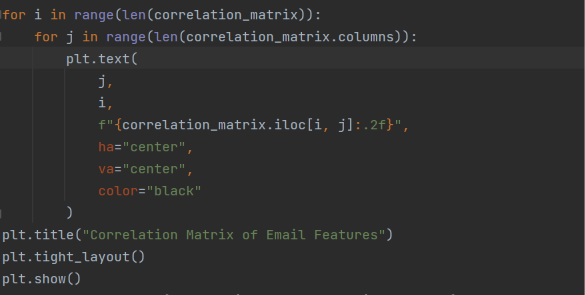 for i in range(len(correlation_matrix)):
    for j in range(len(correlation_matrix.columns)):
        plt.text(
            j,
            i,
            f"{correlation_matrix.iloc[i, j]:.2f}",
            ha="center",
            va="center",
            color="black"
        )
plt.title("Correlation Matrix of Email Features")
plt.tight_layout()
plt.show()